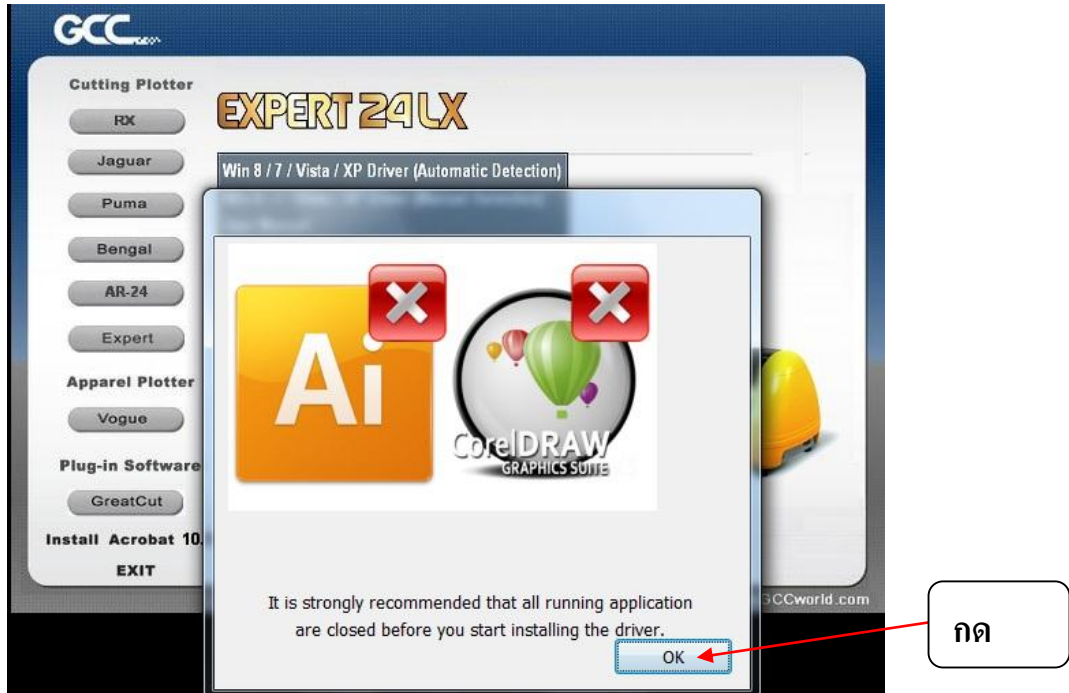 GCC
Cutting Plotter
RX
Jaguar
Puma
Bengal
AR-24
Expert
Apparel Plotter
Vogue
Plug-in Software
GreatCut
Install Acrobat 10.
EXIT
EXPERT 24 LX
Win 8 / 7 / Vista / XP Driver (Automatic Detection)
Ai
CorelDRAW
GRAPHICS SUITE
It is strongly recommended that all running application
are closed before you start installing the driver.
OK
GCCworld.com
กด